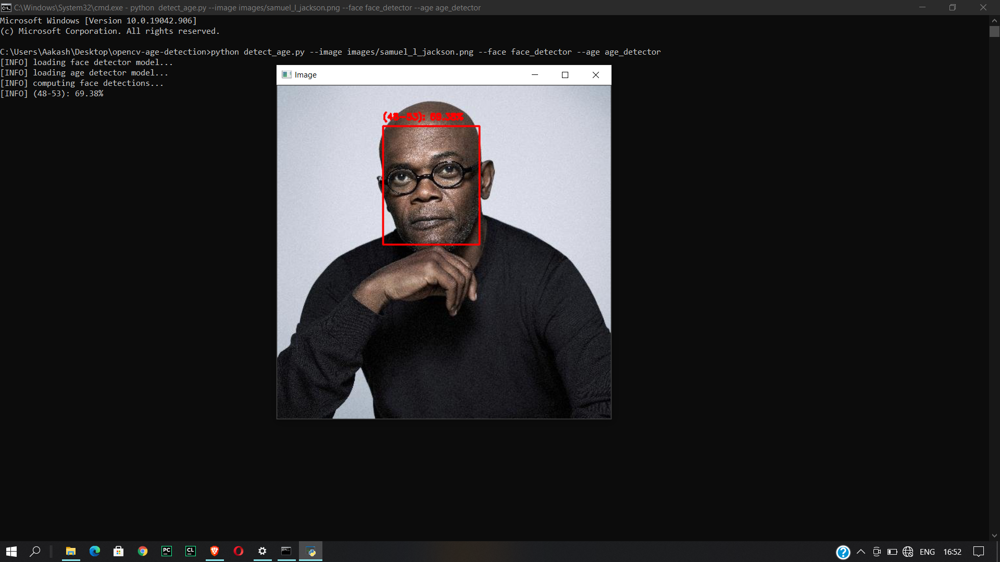 C:\Windows\System32\cmd.exe - python  detect_age.py --image images/samuel_l_jackson.png --face face_detector --age age_detector
Microsoft Windows [Version 10.0.19042.906]
(c) Microsoft Corporation. All rights reserved.
C:\Users\Aakash\Desktop\opencv-age-detection>python detect_age.py --image images/samuel_l_jackson.png --face face_detector --age age_detector
[INFO] loading face detector model...
[INFO] loading age detector model...
[INFO] computing face detections...
[INFO] (48-53): 69.38%
Image
(48-53): 69.38%
PC
CL
ENG
16:52